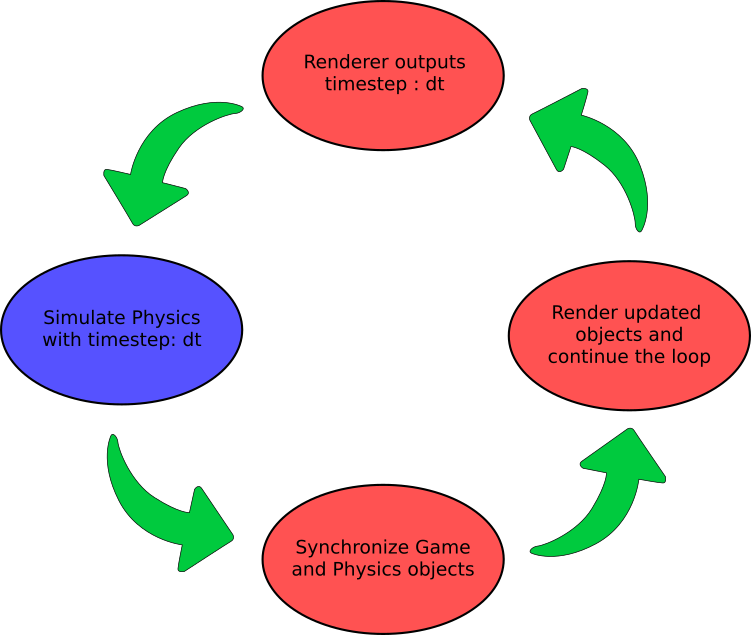 Renderer outputs
timestep : dt
Simulate Physics
with timestep: dt
Render updated
objects and
continue the loop
Synchronize Game
and Physics objects